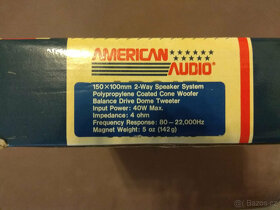 AMERICAN
AUDIO®
150×100mm 2-Way Speaker System
Polypropylene Coated Cone Woofer
Balance Drive Dome Tweeter
Input Power: 40W Max.
Impedance: 4 ohm
Frequency Response: 80–22,000Hz
Magnet Weight: 5 oz (142g)
Bazos.cz